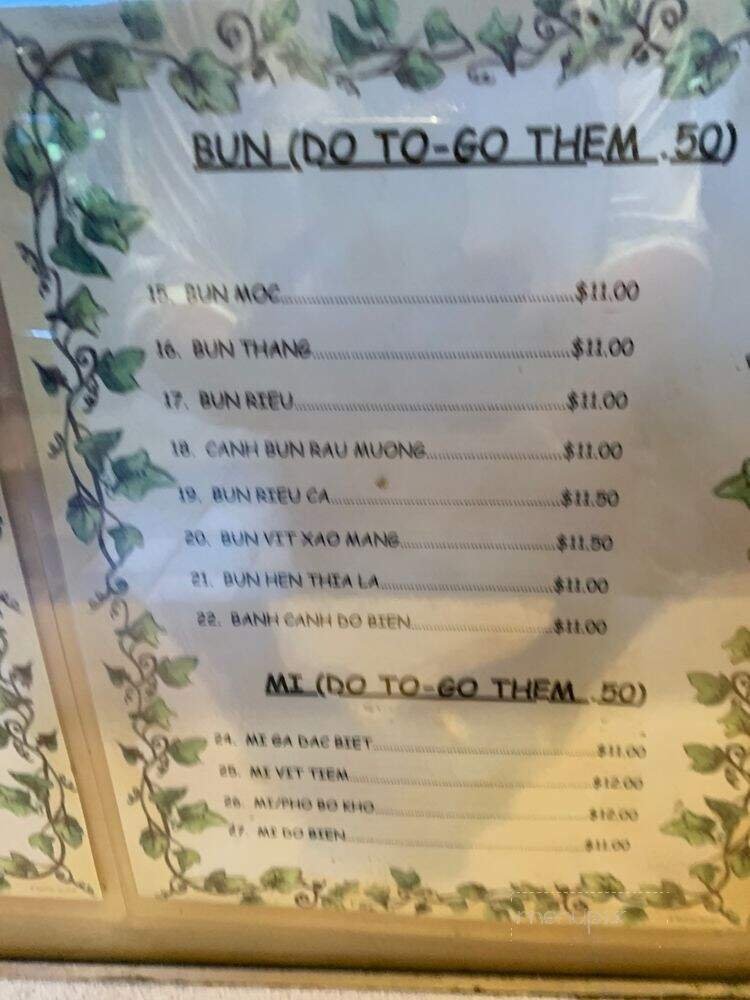 BUN (DO TO-GO THEM .50)
15. BUN MOC...$11.00
16. BUN THANG...$11.00
17. BUN RIEU...$11.00
18. CANH BUN RAU MUONG...$11.00
19. BUN RIEU CA...$11.50
20. BUN VIT XAO MANG...$11.50
21. BUN HEN THIA LA...$11.00
22. BANH CANH DO BIEN...$11.00
MI (DO TO-GO THEM .50)
24. MI GA DAC BIET...$11.00
25. MI VIT TIEM...$12.00
26. MI/PHO BO KHO...$12.00
27. MI DO BIEN...$11.00
menupix